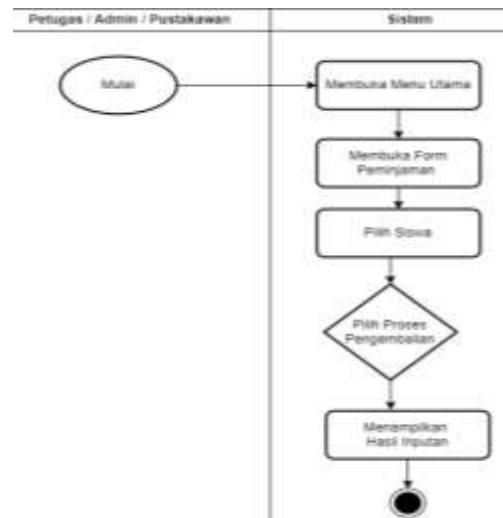 Petugas / Admin / Pustakawan
Sistem
Mulai
Membuka Menu Utama
Membuka Form
Peminjaman
Pilih Siswa
Pilih Proses
Pengembalian
Menampilkan
Hasil Inputan